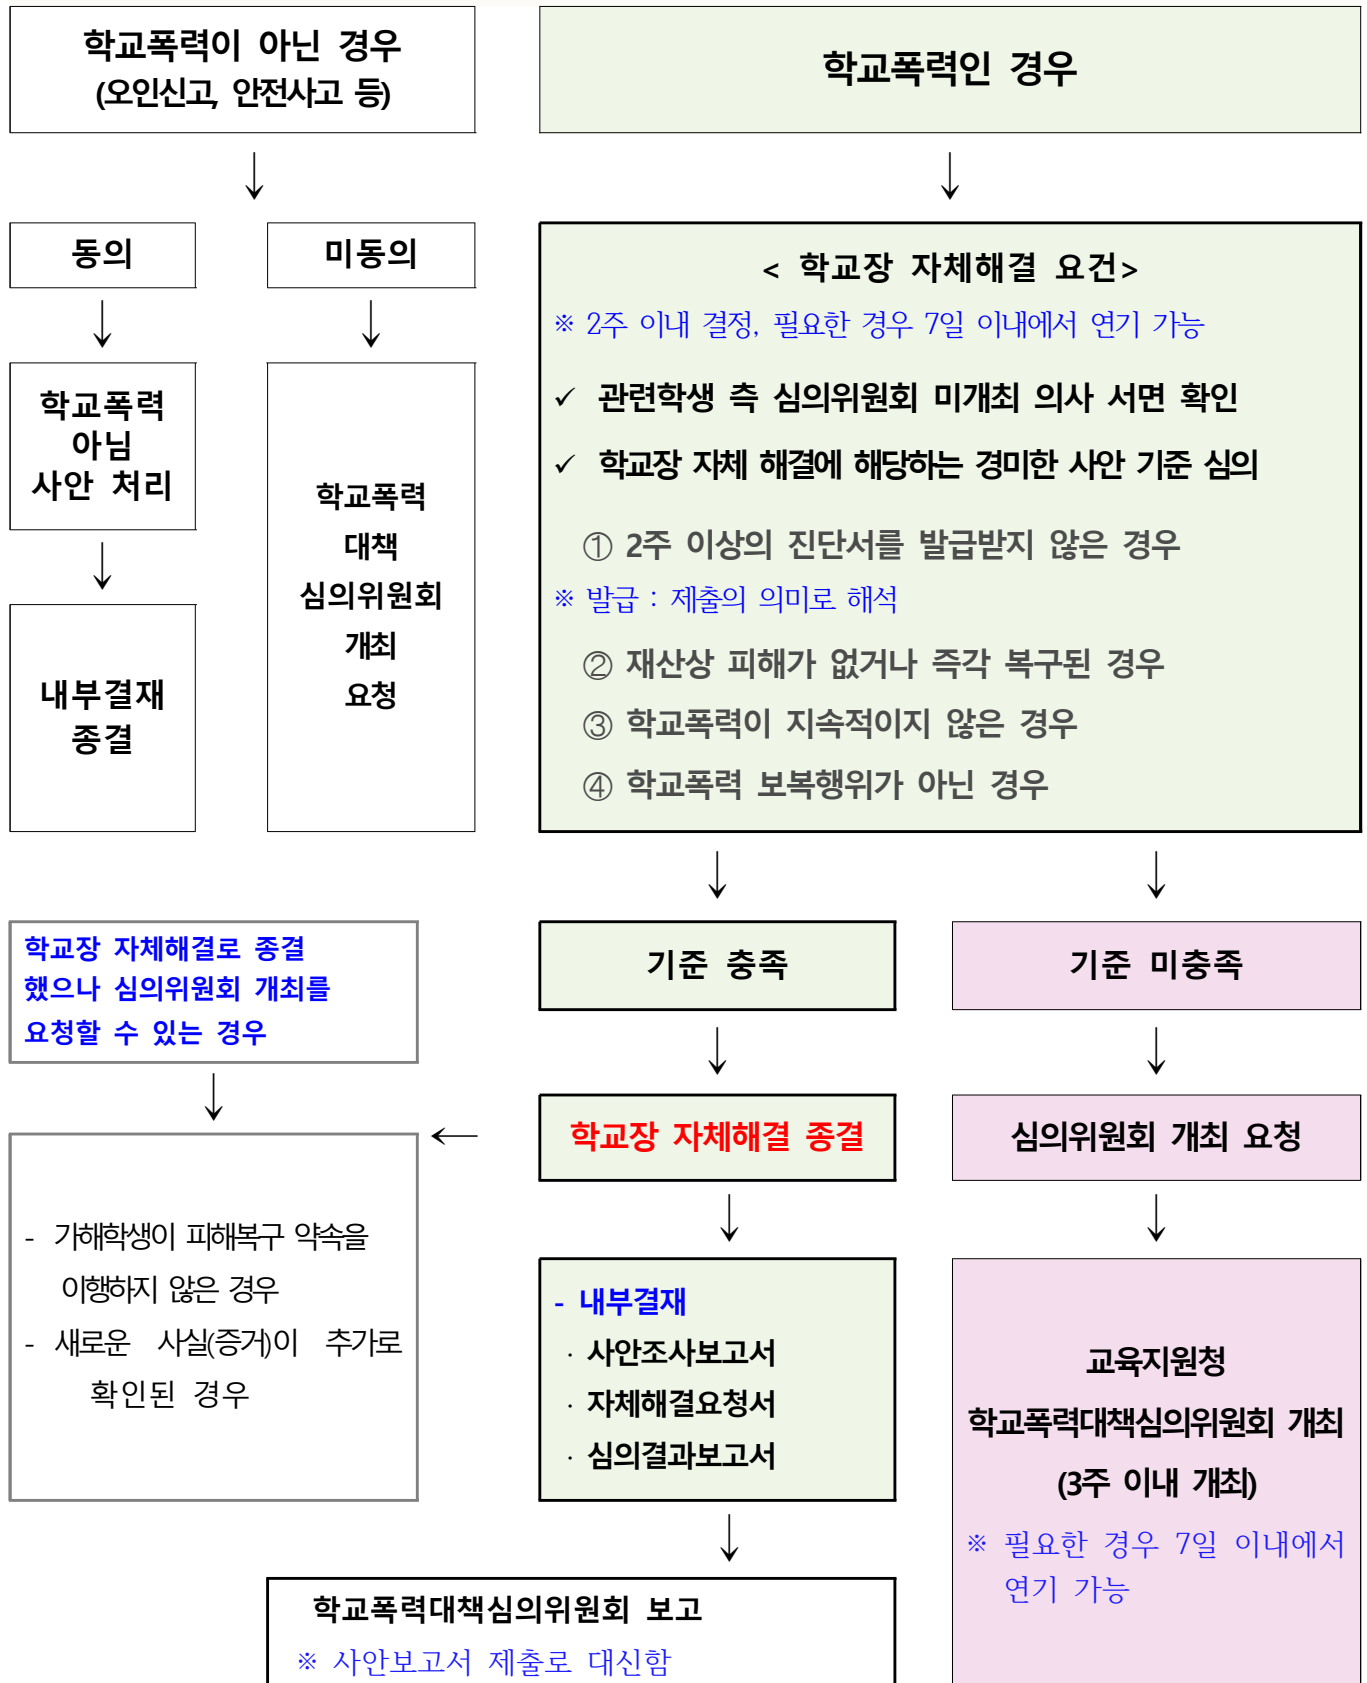 학교폭력이 아닌 경우
(오인신고, 안전사고 등)
학교폭력인 경우
동의
미동의
학교폭력
아님
사안 처리
내부결재
종결
학교폭력
대책
심의위원회
개최
요청
< 학교장 자체해결 요건>
※ 2주 이내 결정, 필요한 경우 7일 이내에서 연기 가능
✓ 관련학생 측 심의위원회 미개최 의사 서면 확인
✓ 학교장 자체 해결에 해당하는 경미한 사안 기준 심의
① 2주 이상의 진단서를 발급받지 않은 경우
※ 발급 : 제출의 의미로 해석
② 재산상 피해가 없거나 즉각 복구된 경우
③ 학교폭력이 지속적이지 않은 경우
④ 학교폭력 보복행위가 아닌 경우
학교장 자체해결로 종결
했으나 심의위원회 개최를
요청할 수 있는 경우
- 가해학생이 피해복구 약속을
이행하지 않은 경우
- 새로운 사실(증거)이 추가로
확인된 경우
기준 충족
학교장 자체해결 종결
- 내부결재
· 사안조사보고서
· 자체해결요청서
· 심의결과보고서
학교폭력대책심의위원회 보고
※ 사안보고서 제출로 대신함
기준 미충족
심의위원회 개최 요청
교육지원청
학교폭력대책심의위원회 개최
(3주 이내 개최)
※ 필요한 경우 7일 이내에서
연기 가능